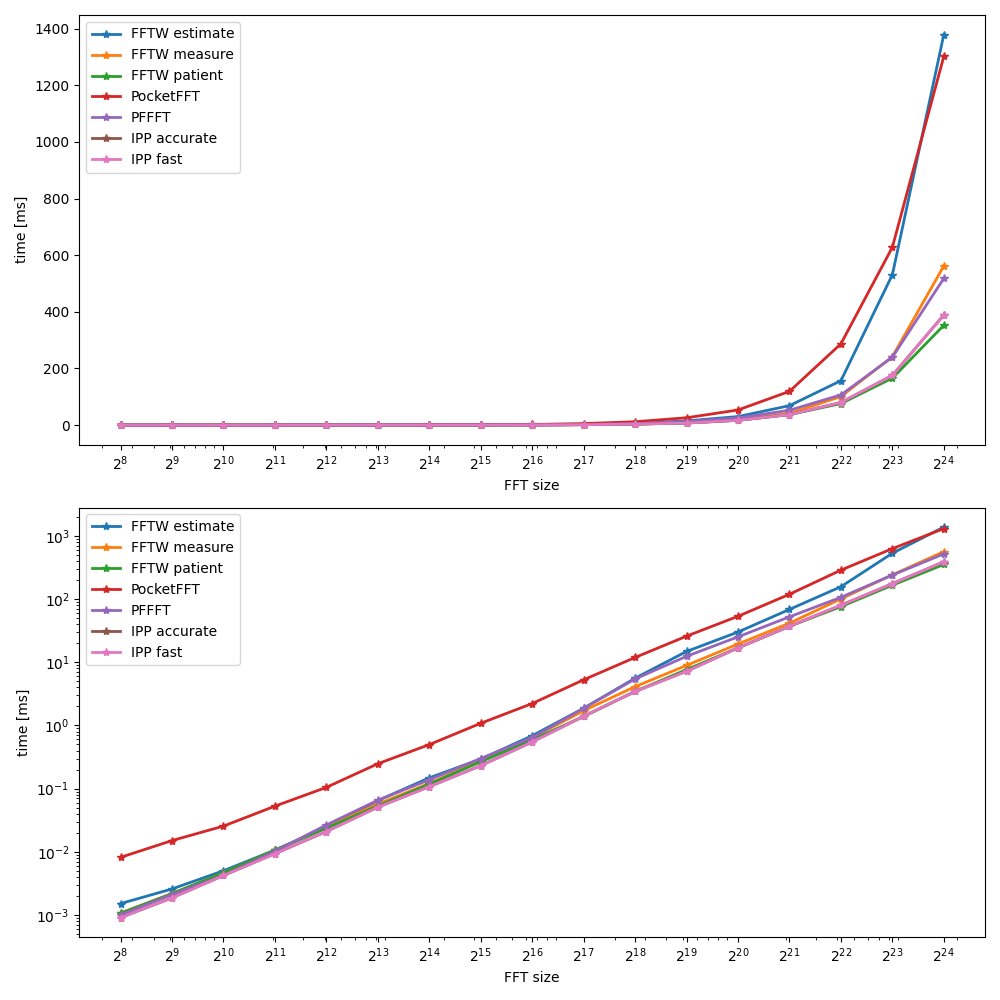 1400
1200
1000
800
600
400
200
0
time [ms]
FFTW estimate
FFTW measure
FFTW patient
PocketFFT
PFFFT
IPP accurate
IPP fast
2^8 2^9 2^10 2^11 2^12 2^13 2^14 2^15 2^16 2^17 2^18 2^19 2^20 2^21 2^22 2^23 2^24
FFT size
10^3
10^2
10^1
10^0
10^-1
10^-2
10^-3
time [ms]
FFTW estimate
FFTW measure
FFTW patient
PocketFFT
PFFFT
IPP accurate
IPP fast
2^8 2^9 2^10 2^11 2^12 2^13 2^14 2^15 2^16 2^17 2^18 2^19 2^20 2^21 2^22 2^23 2^24
FFT size